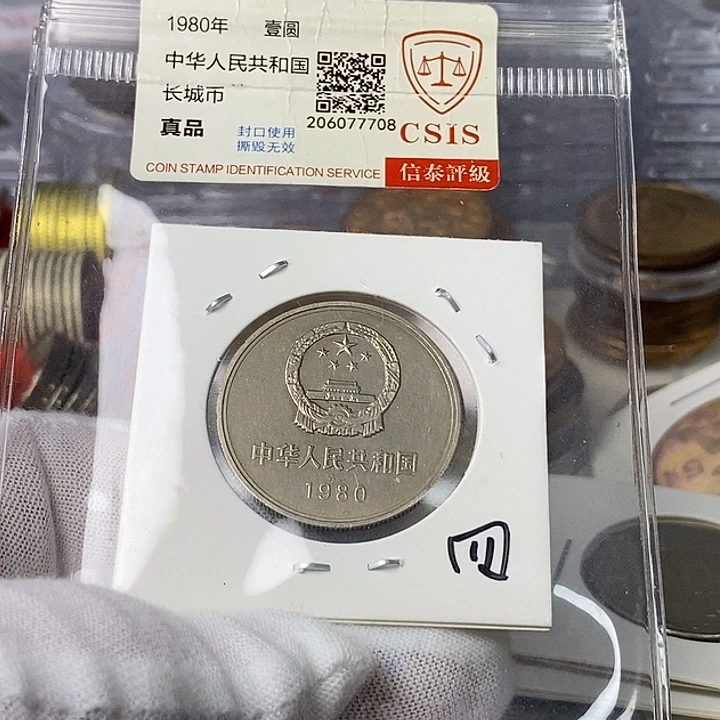 1980年 壹圆
中华人民共和国
长城币
真品
封口使用
撕毁无效
206077708
CSIS
COIN STAMP IDENTIFICATION SERVICE
信泰評級
中华人民共和国
1980